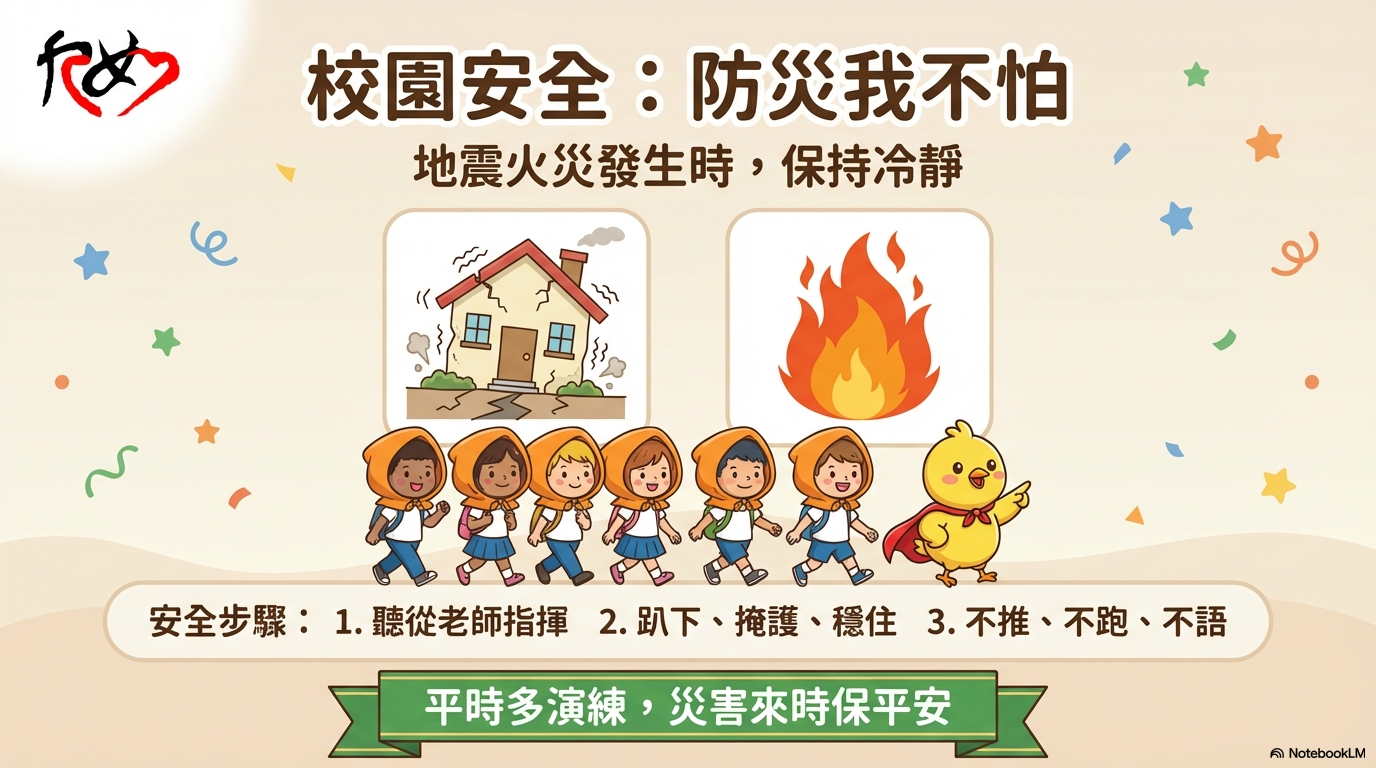 ため
校園安全：防災我不怕
地震火災發生時，保持冷靜
安全步驟： 1. 聽從老師指揮 2. 趴下、掩護、穩住 3. 不推、不跑、不語
平時多演練，災害來時保平安
NotebookLM